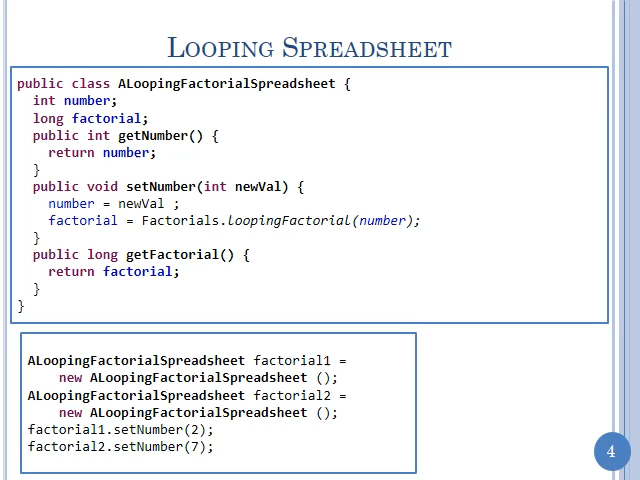 Looping Spreadsheet
public class ALoopingFactorialSpreadsheet {
int number;
long factorial;
public int getNumber() {
return number;
}
public void setNumber(int newVal) {
number = newVal ;
factorial = Factorials.loopingFactorial(number);
}
public long getFactorial() {
return factorial;
}
}
ALoopingFactorialSpreadsheet factorial1 =
new ALoopingFactorialSpreadsheet ();
ALoopingFactorialSpreadsheet factorial2 =
new ALoopingFactorialSpreadsheet ();
factorial1.setNumber(2);
factorial2.setNumber(7);
4